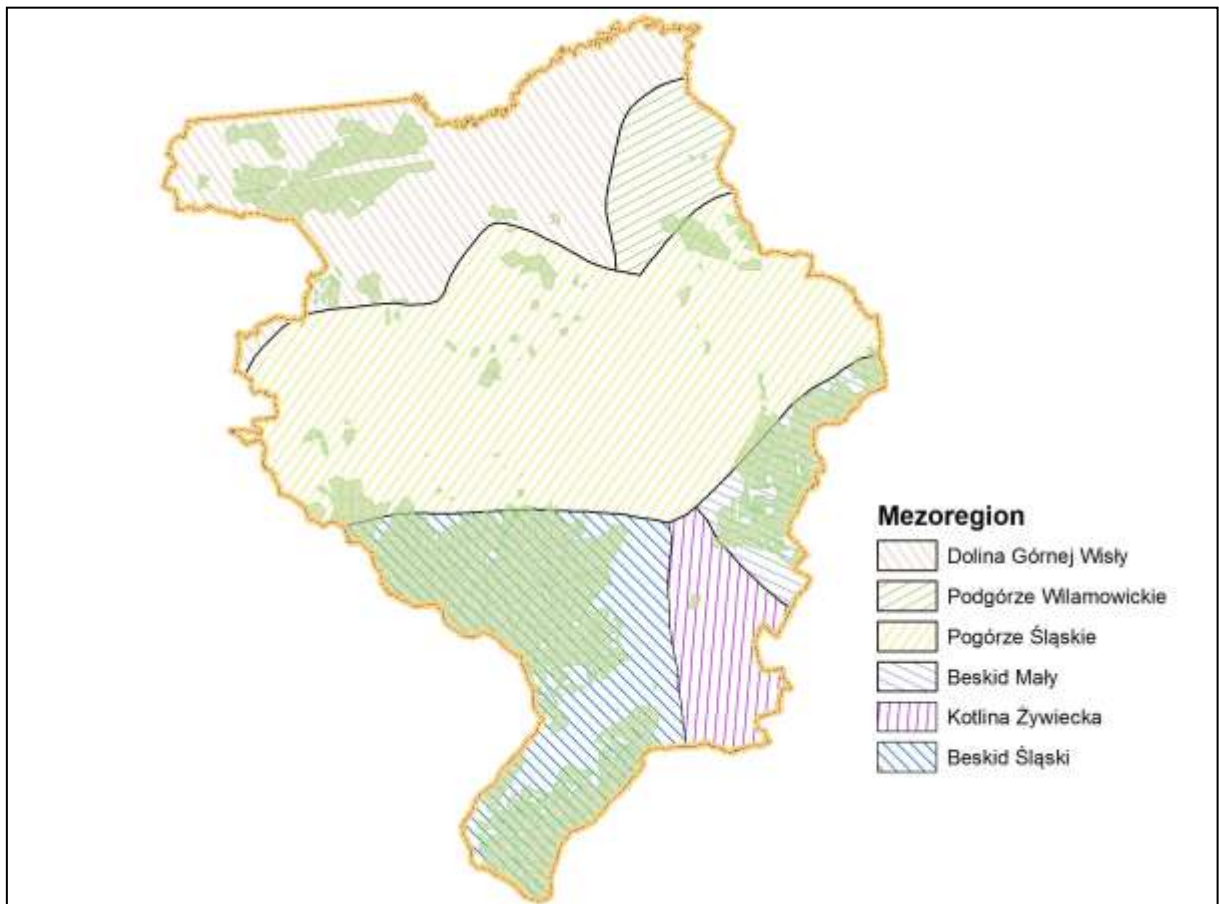 Mezoregion
Dolina Górnej Wisły
Podgórze Wilamowickie
Pogórze Śląskie
Beskid Mały
Kotlina Żywiecka
Beskid Śląski